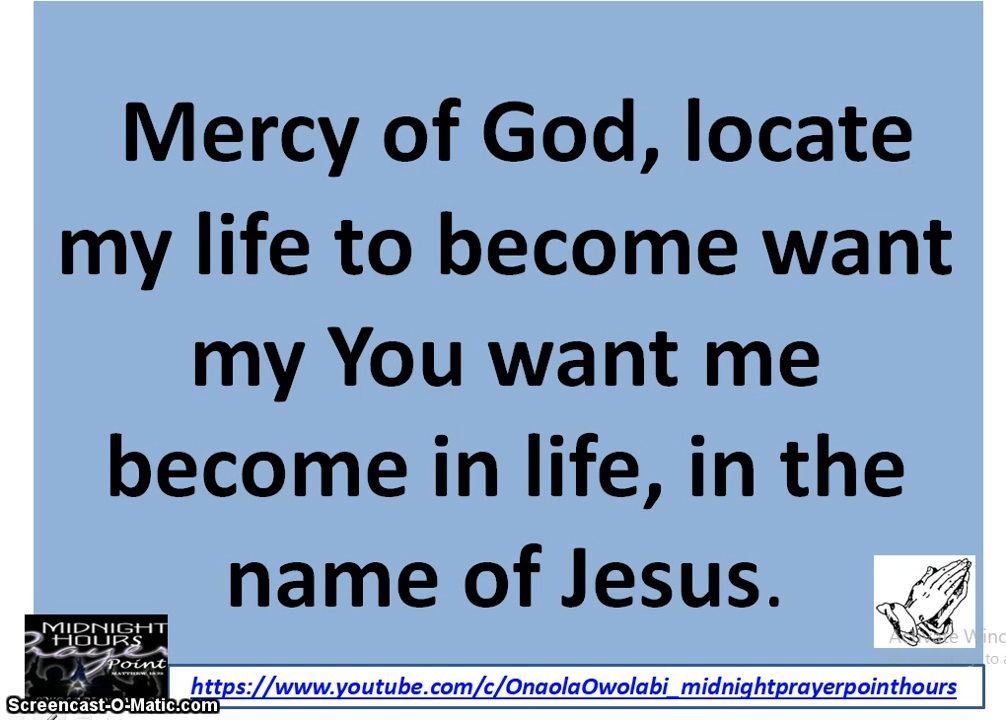 Mercy of God, locate
my life to become want
my You want me
become in life, in the
name of Jesus.
MIDNIGHT
HOURS
Prayer
Point
https://www.youtube.com/c/OnaolaOwolabi_midnightprayerpointhours
Screencast-O-Matic.com